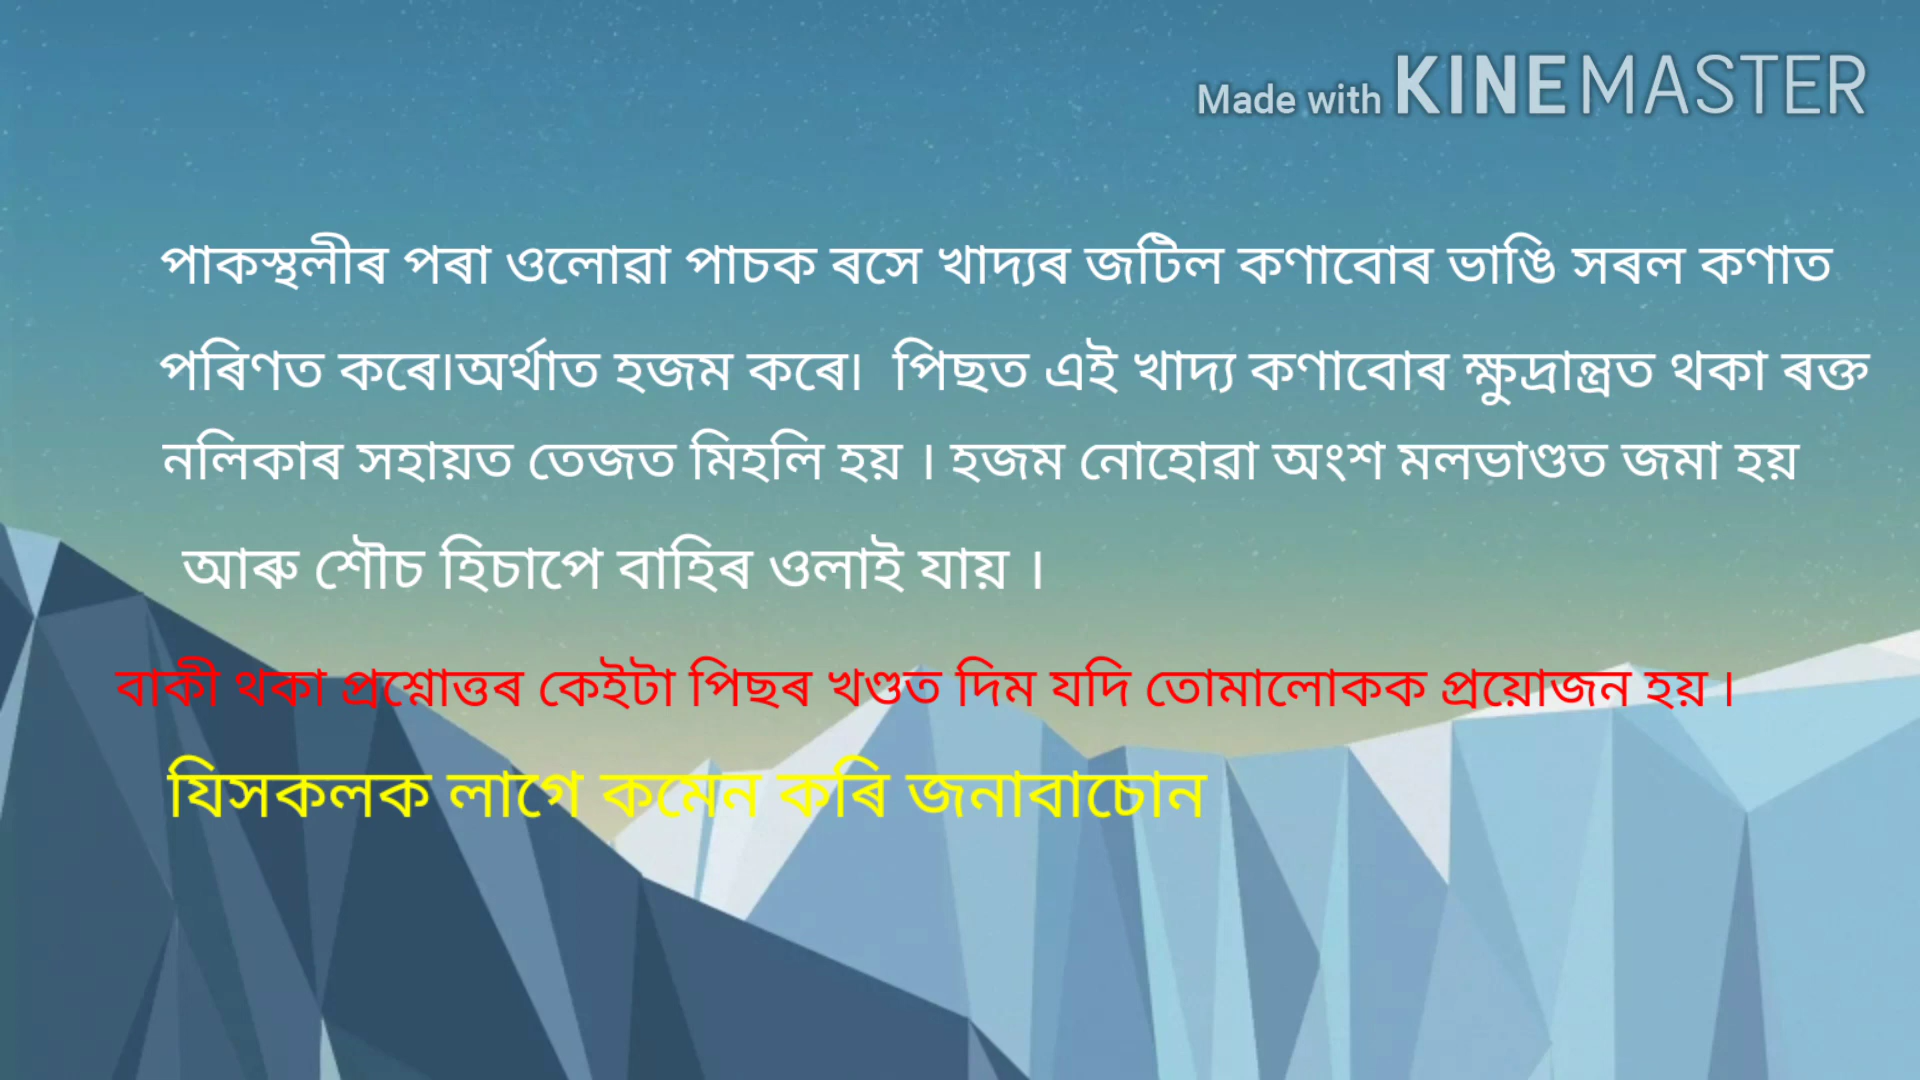 Made with KINEMASTER
পাকস্থলীৰ পৰা ওলোৱা পাচক ৰসে খাদ্যৰ জটিল কণাবোৰ ভাঙি সৰল কণাত
পৰিণত কৰে।অৰ্থাত হজম কৰে। পিছত এই খাদ্য কণাবোৰ ক্ষুদ্ৰান্ত্ৰত থকা ৰক্ত
নলিকাৰ সহায়ত তেজত মিহলি হয় । হজম নোহোৱা অংশ মলভাণ্ডত জমা হয়
আৰু শৌচ হিচাপে বাহিৰ ওলাই যায় ।
বাকী থকা প্ৰশ্নোত্তৰ কেইটা পিছৰ খণ্ডত দিম যদি তোমালোকক প্ৰয়োজন হয় ।
যিসকলক লাগে কমেন কৰি জনাবাচোন